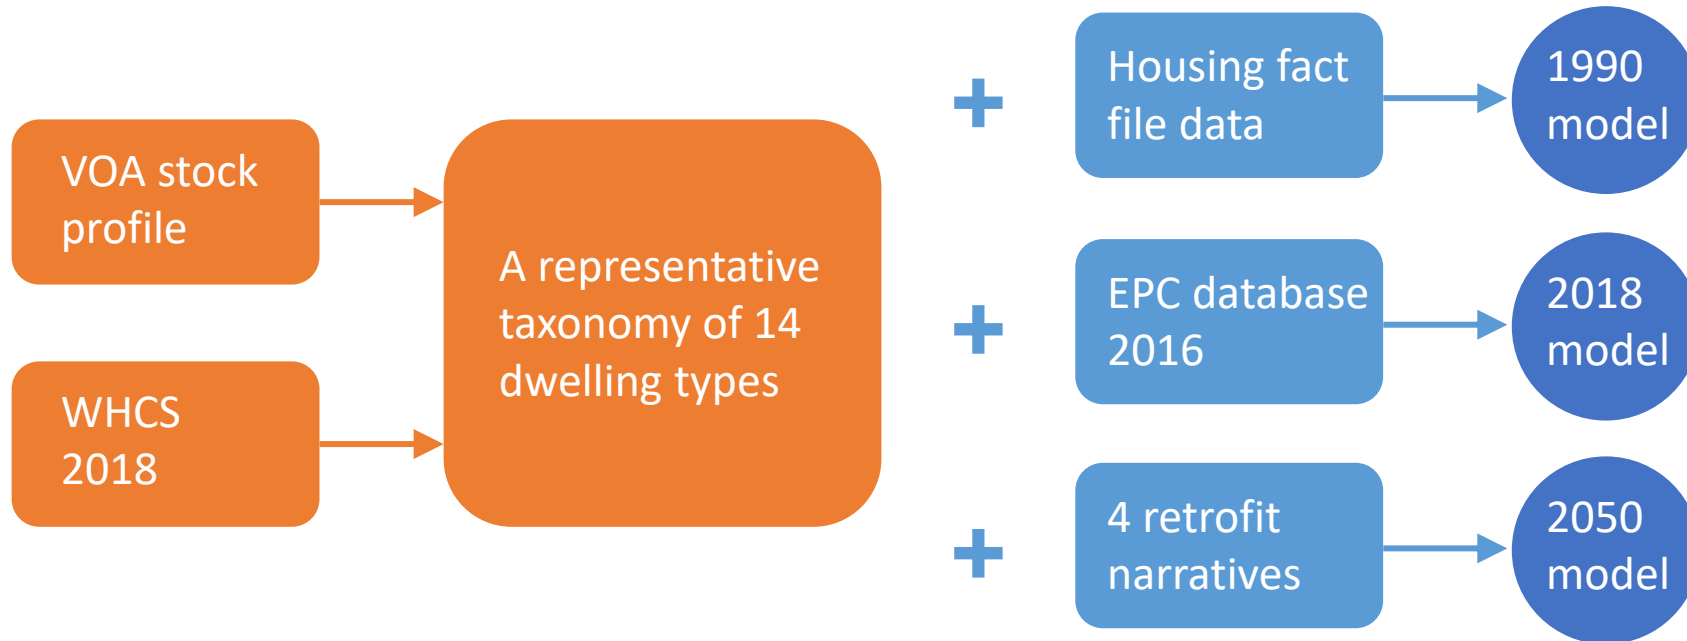 VOA stock
profile
WHCS
2018
A representative
taxonomy of 14
dwelling types
+
Housing fact
file data
1990
model
+
EPC database
2016
2018
model
+
4 retrofit
narratives
2050
model